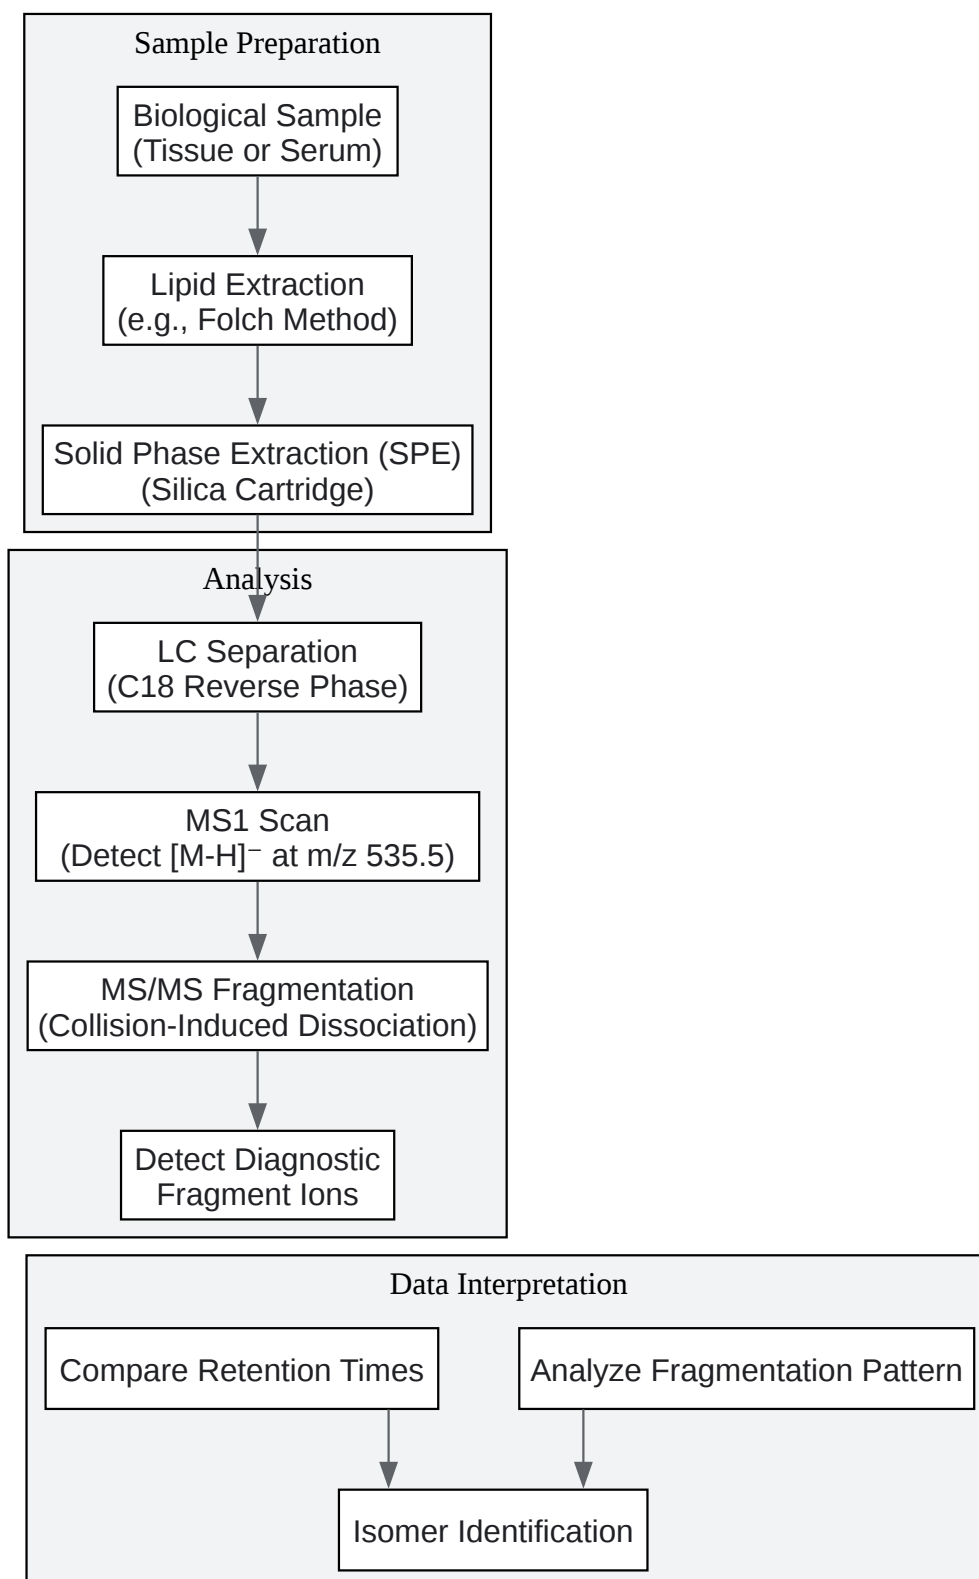 Sample Preparation
Biological Sample
(Tissue or Serum)
Lipid Extraction
(e.g., Folch Method)
Solid Phase Extraction (SPE)
(Silica Cartridge)
Analysis
LC Separation
(C18 Reverse Phase)
MS1 Scan
(Detect [M-H]⁻ at m/z 535.5)
MS/MS Fragmentation
(Collision-Induced Dissociation)
Detect Diagnostic
Fragment Ions
Data Interpretation
Compare Retention Times
Analyze Fragmentation Pattern
Isomer Identification